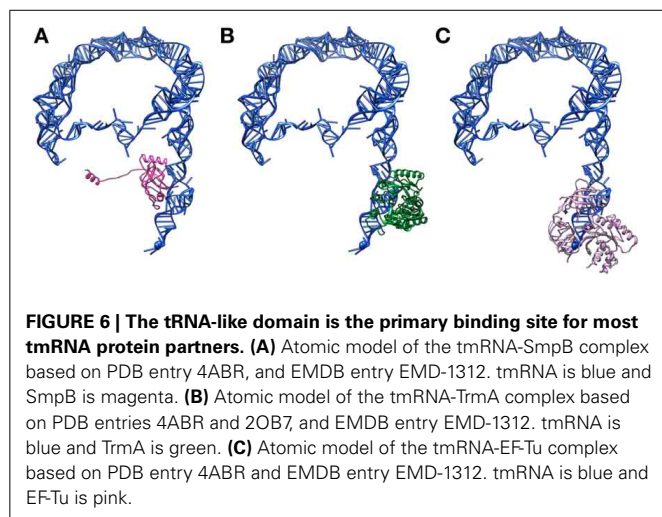 A
B
C
FIGURE 6 | The tRNA-like domain is the primary binding site for most
tmRNA protein partners. (A) Atomic model of the tmRNA-SmpB complex
based on PDB entry 4ABR, and EMDB entry EMD-1312. tmRNA is blue and
SmpB is magenta. (B) Atomic model of the tmRNA-TrmA complex based
on PDB entries 4ABR and 2OB7, and EMDB entry EMD-1312. tmRNA is
blue and TrmA is green. (C) Atomic model of the tmRNA-EF-Tu complex
based on PDB entry 4ABR and EMDB entry EMD-1312. tmRNA is blue and
EF-Tu is pink.